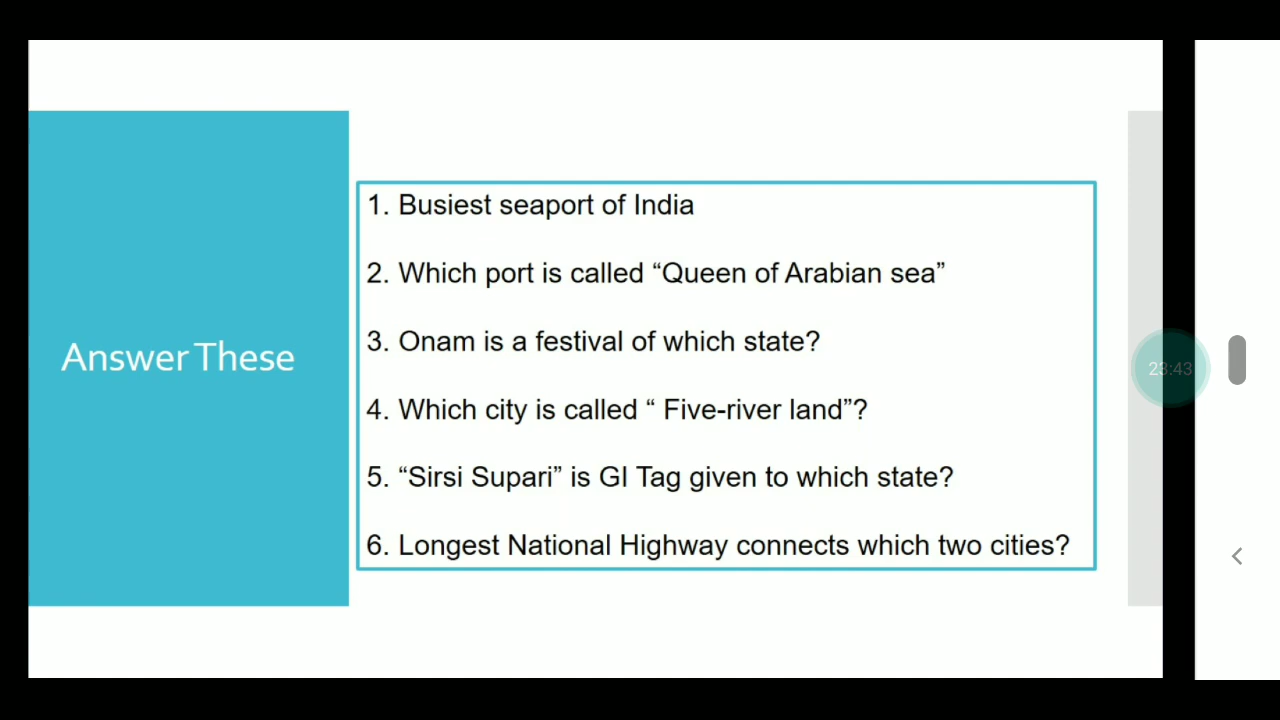 Answer These
1. Busiest seaport of India
2. Which port is called “Queen of Arabian sea”
3. Onam is a festival of which state?
4. Which city is called “ Five-river land”?
5. “Sirsi Supari” is GI Tag given to which state?
6. Longest National Highway connects which two cities?
23:43